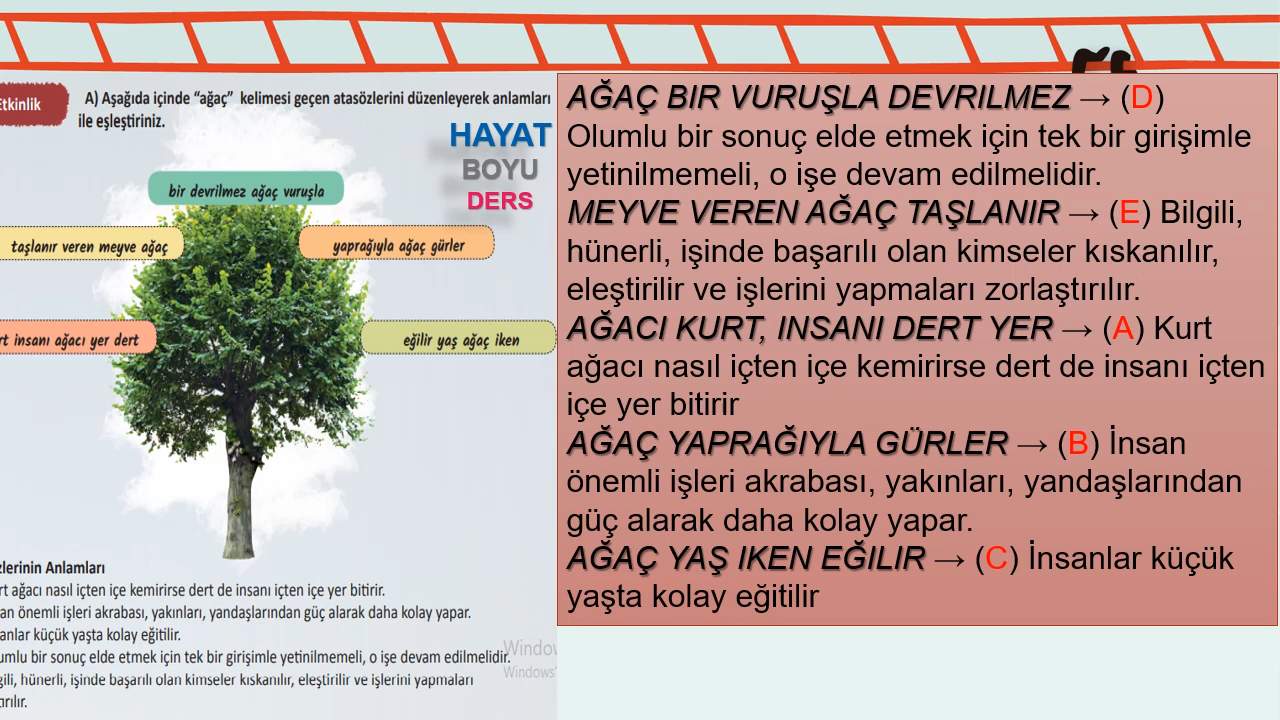 Etkinlik
A) Aşağıda içinde “ağaç” kelimesi geçen atasözlerini düzenleyerek anlamları
ile eşleştiriniz.
HAYAT
BOYU
DERS
bir devrilmez ağaç vuruşla
taşlanır veren meyve ağaç
yaprağıyla ağaç gürler
rt insanı ağacı yer dert
eğilir yaş ağaç iken
zlerinin Anlamları
rt ağacı nasıl içten içe kemirirse dert de insanı içten içe yer bitirir.
an önemli işleri akrabası, yakınları, yandaşlarından güç alarak daha kolay yapar.
anlar küçük yaşta kolay eğitilir.
umlu bir sonuç elde etmek için tek bir girişimle yetinilmemeli, o işe devam edilmelidir.
gili, hünerli, işinde başarılı olan kimseler kıskanılır, eleştirilir ve işlerini yapmaları
tırılır.
Window
Windows'
AĞAÇ BIR VURUŞLA DEVRILMEZ → (D)
Olumlu bir sonuç elde etmek için tek bir girişimle
yetinilmemeli, o işe devam edilmelidir.
MEYVE VEREN AĞAÇ TAŞLANIR → (E) Bilgili,
hünerli, işinde başarılı olan kimseler kıskanılır,
eleştirilir ve işlerini yapmaları zorlaştırılır.
AĞACI KURT, INSANI DERT YER → (A) Kurt
ağacı nasıl içten içe kemirirse dert de insanı içten
içe yer bitirir
AĞAÇ YAPRAĞIYLA GÜRLER → (B) İnsan
önemli işleri akrabası, yakınları, yandaşlarından
güç alarak daha kolay yapar.
AĞAÇ YAŞ IKEN EĞILIR → (C) İnsanlar küçük
yaşta kolay eğitilir